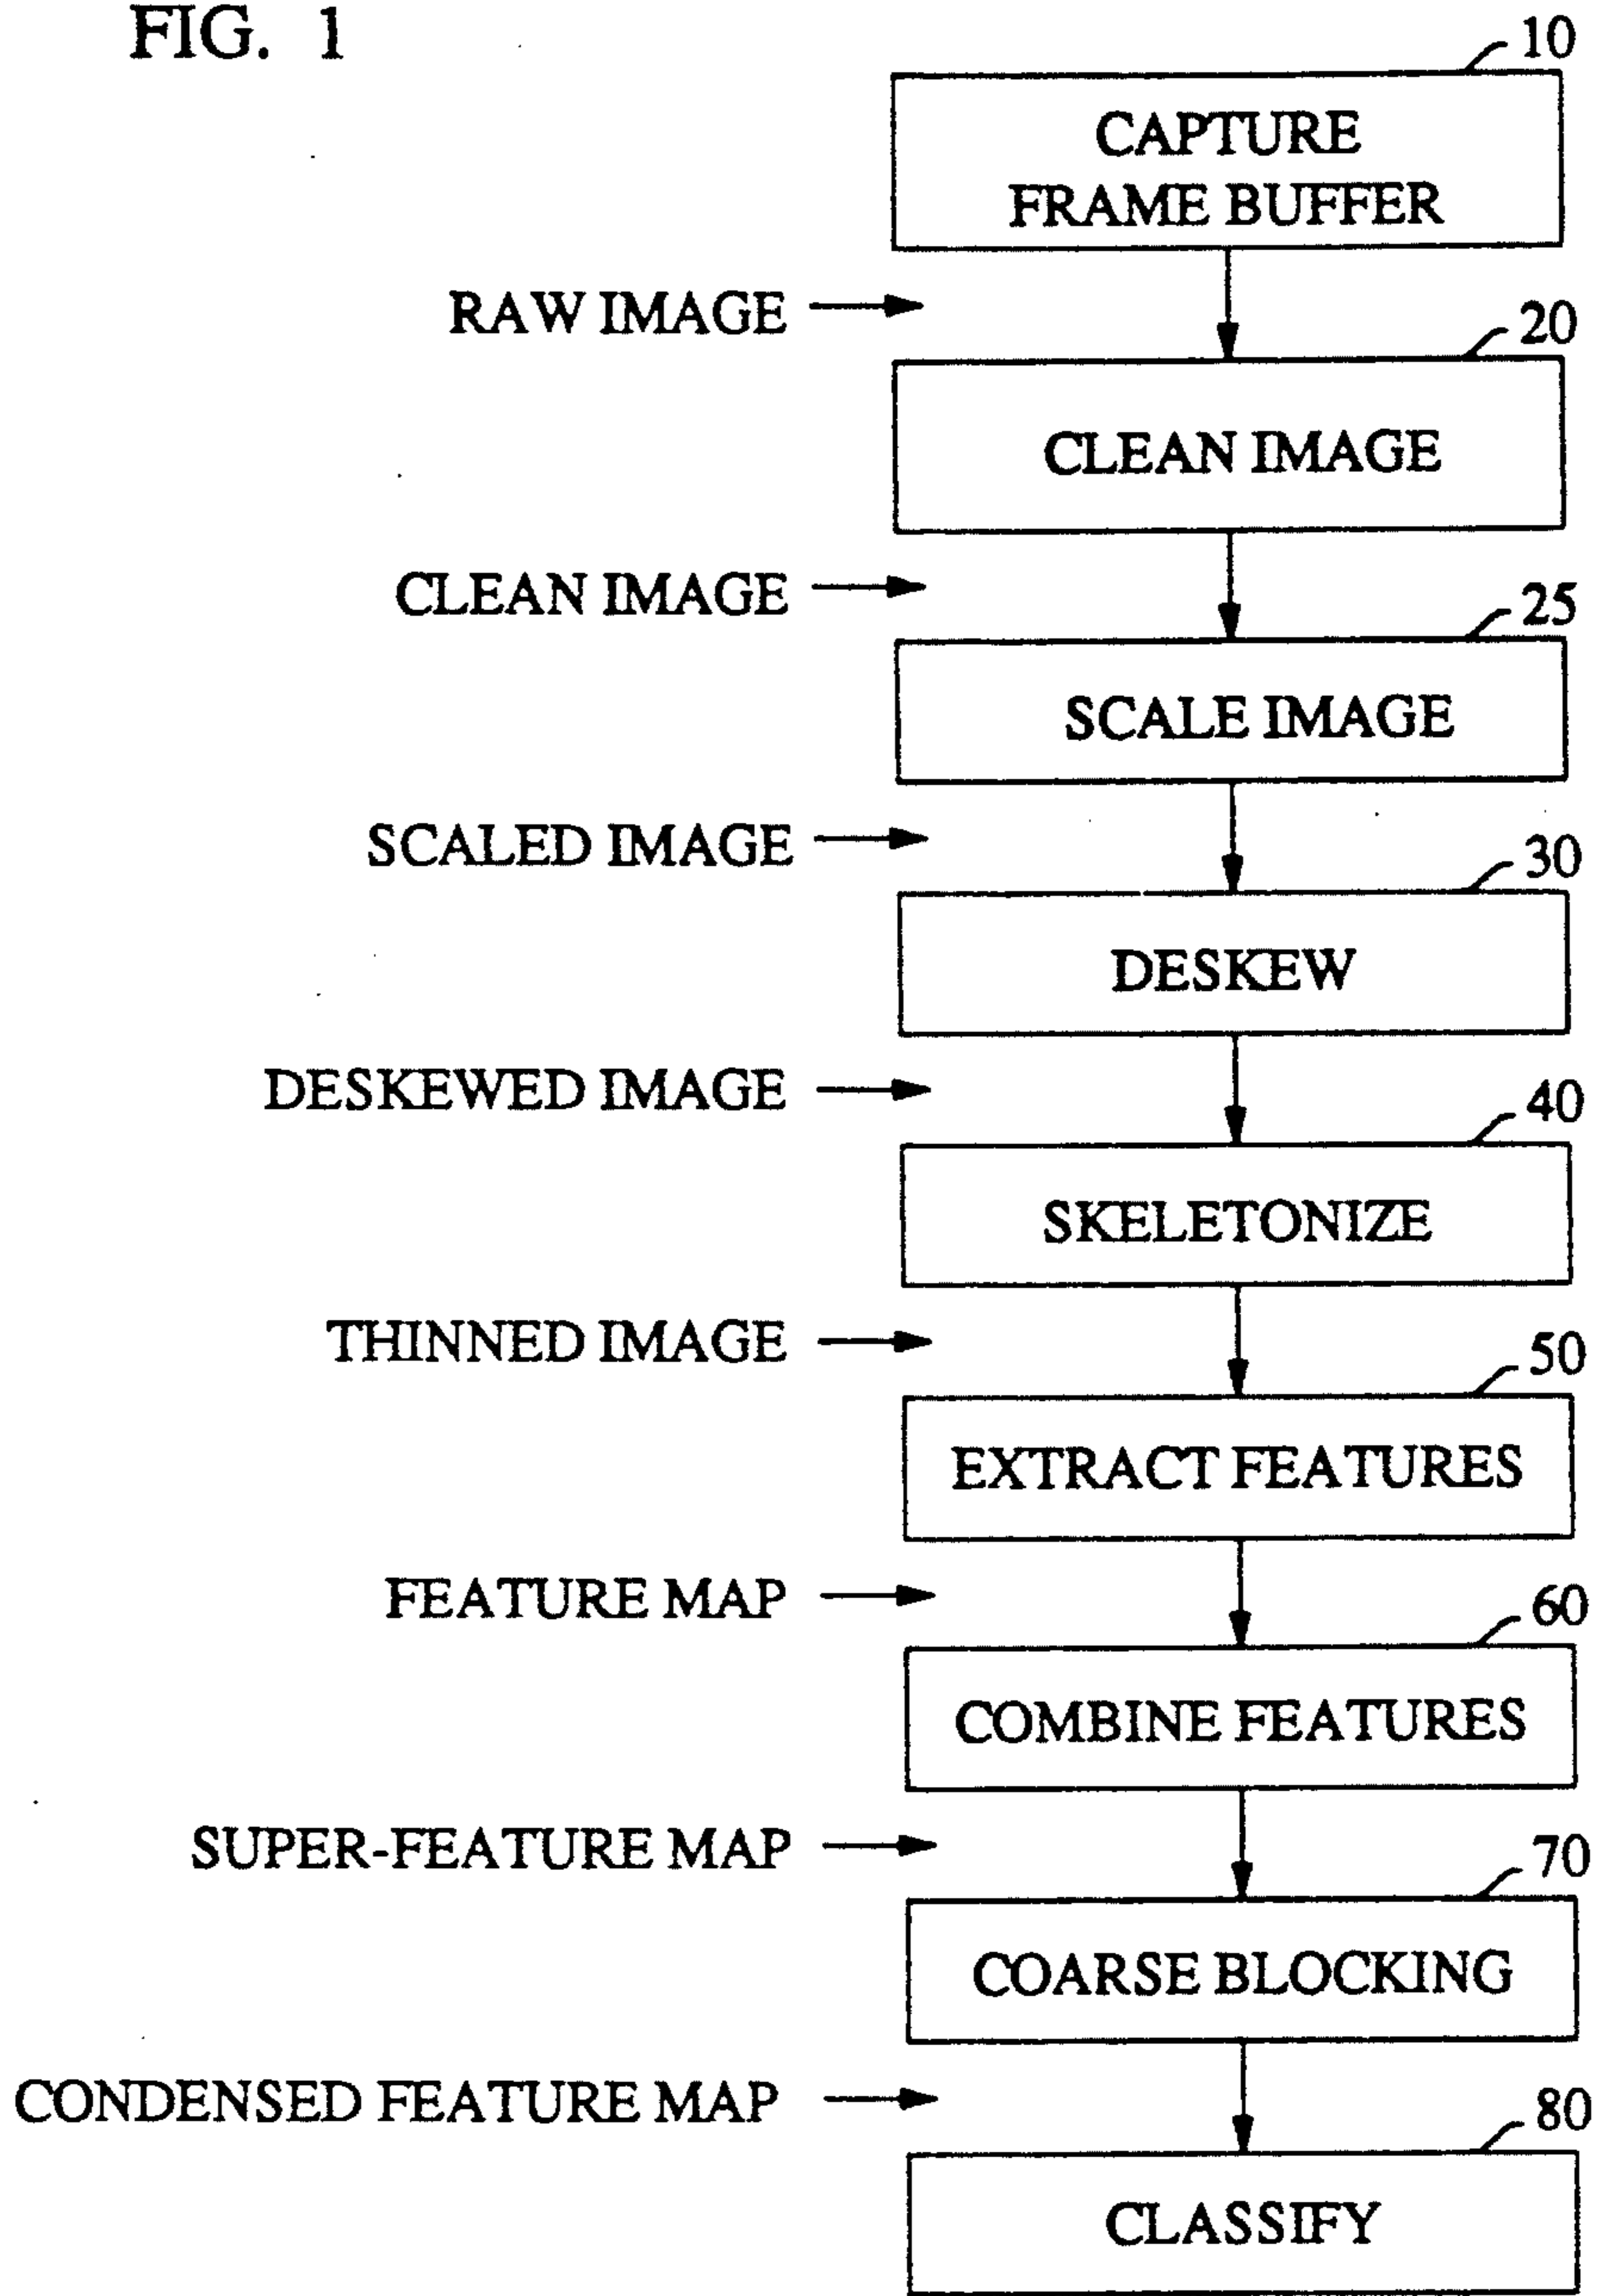 FIG. 1
10
CAPTURE
FRAME BUFFER
RAW IMAGE
20
CLEAN IMAGE
CLEAN IMAGE
25
SCALE IMAGE
SCALED IMAGE
30
DESKEW
DESKEWED IMAGE
40
SKELETONIZE
THINNED IMAGE
50
EXTRACT FEATURES
FEATURE MAP
60
COMBINE FEATURES
SUPER-FEATURE MAP
70
COARSE BLOCKING
CONDENSED FEATURE MAP
80
CLASSIFY